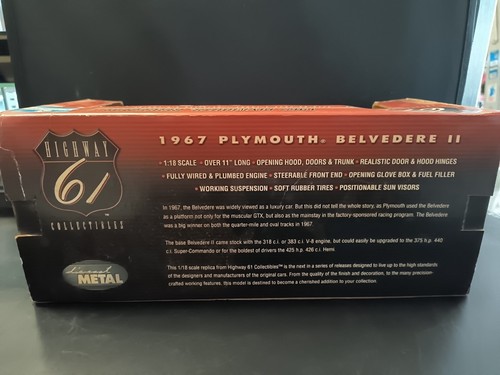 HIGHWAY
61
™
COLLECTIBLES
die-cast
METAL
1967 PLYMOUTH® BELVEDERE II
• 1:18 SCALE • OVER 11" LONG • OPENING HOOD, DOORS & TRUNK • REALISTIC DOOR & HOOD HINGES
• FULLY WIRED & PLUMBED ENGINE • STEERABLE FRONT END • OPENING GLOVE BOX & FUEL FILLER
• WORKING SUSPENSION • SOFT RUBBER TIRES • POSITIONABLE SUN VISORS
In 1967, the Belvedere was widely viewed as a luxury car. But this did not tell the whole story, as Plymouth used the Belvedere
as a platform not only for the muscular GTX, but also as the mainstay in the factory-sponsored racing program. The Belvedere
was a big winner on both the quarter-mile and oval tracks in 1967.
The base Belvedere II came stock with the 318 c.i. or 383 c.i. V-8 engine. but could easily be upgraded to the 375 h.p. 440
c.i. Super-Commando or for the boldest of drivers the 425 h.p. 426 c.i. Hemi.
This 1/18 scale replica from Highway 61 Collectibles™ is the next in a series of releases designed to live up to the high standards
of the designers and manufacturers of the original cars. From the quality of the finish and decoration, to the many precision-
crafted working features, this model is destined to become a cherished addition to your collection.